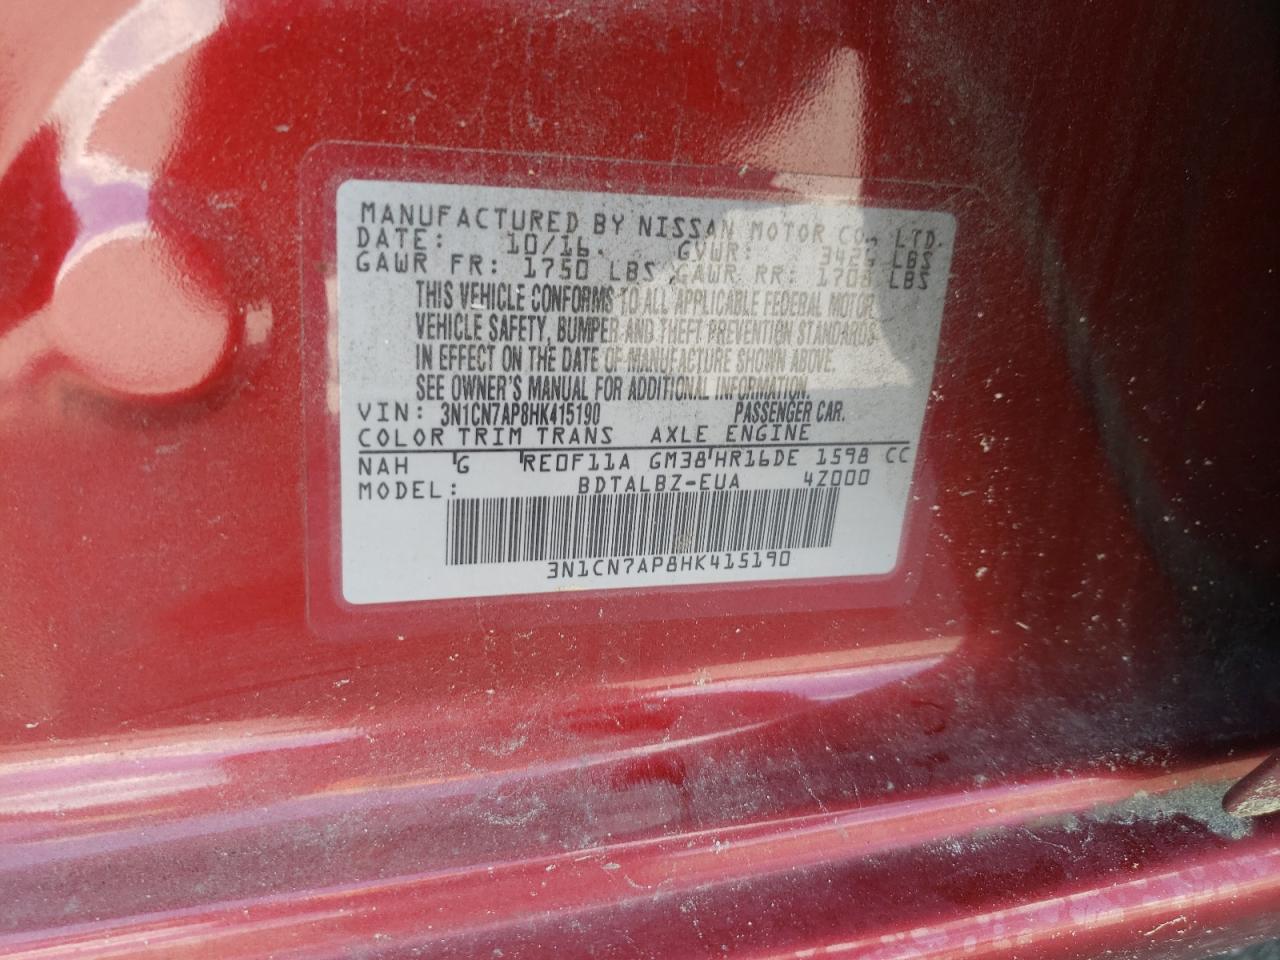 MANUFACTURED BY NISSAN MOTOR CO., LTD.
DATE: 10/16. GVWR: LBS
GAWR FR: 1750 LBS GAWR RR: LBS
THIS VEHICLE CONFORMS TO ALL APPLICABLE FEDERAL MOTOR
VEHICLE SAFETY, BUMPER AND THEFT PREVENTION STANDARDS
IN EFFECT ON THE DATE OF MANUFACTURE SHOWN ABOVE.
SEE OWNER'S MANUAL FOR ADDITIONAL INFORMATION.
VIN: 3N1CN7AP8HK415190 PASSENGER CAR.
COLOR TRIM TRANS AXLE ENGINE
NAH G RE0F11A GM38 HR16DE 1598 CC
MODEL: BDTALBZ-EUA 4Z000
3N1CN7AP8HK415190